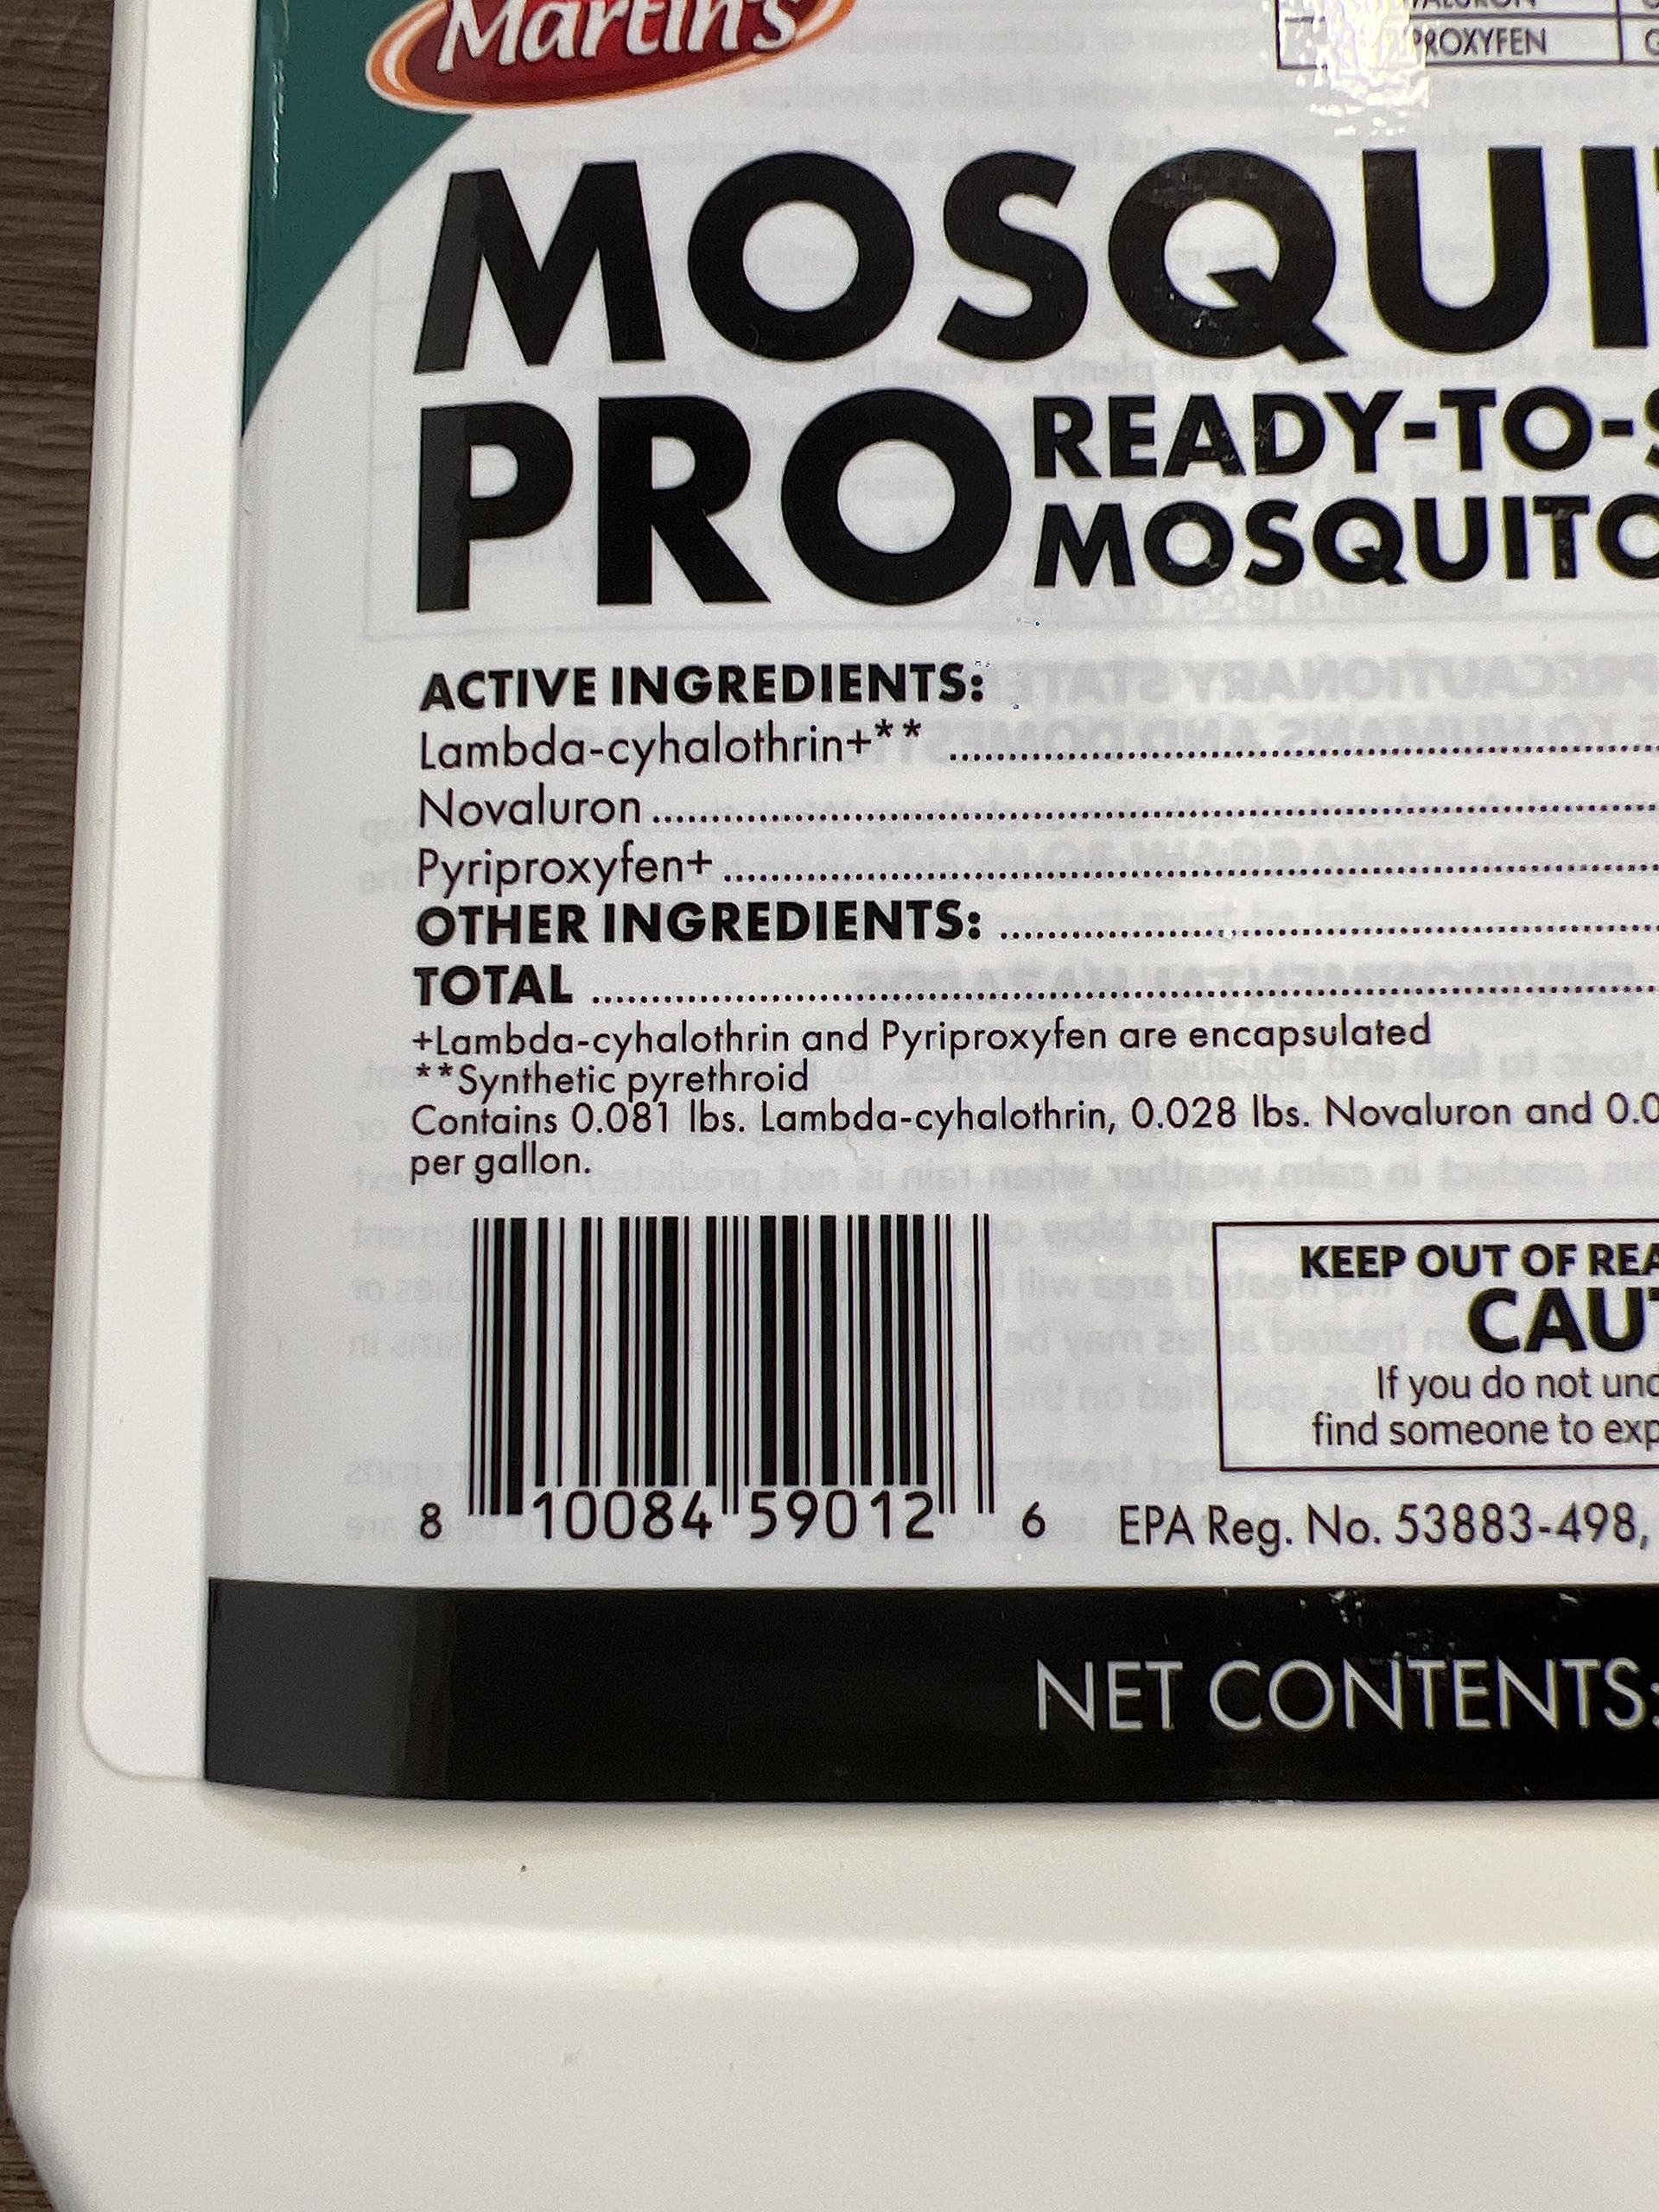 Martin's
PROXYFEN
MOSQUIT
PRO
READY-TO-S
MOSQUITO
ACTIVE INGREDIENTS:
Lambda-cyhalothrin+** ........................
Novaluron ........................
Pyriproxyfen+ ........................
OTHER INGREDIENTS: ........................
TOTAL ........................
+Lambda-cyhalothrin and Pyriproxyfen are encapsulated
**Synthetic pyrethroid
Contains 0.081 lbs. Lambda-cyhalothrin, 0.028 lbs. Novaluron and 0.0
per gallon.
KEEP OUT OF REA
CAUT
If you do not und
find someone to exp
8 10084 59012 6
EPA Reg. No. 53883-498,
NET CONTENTS: